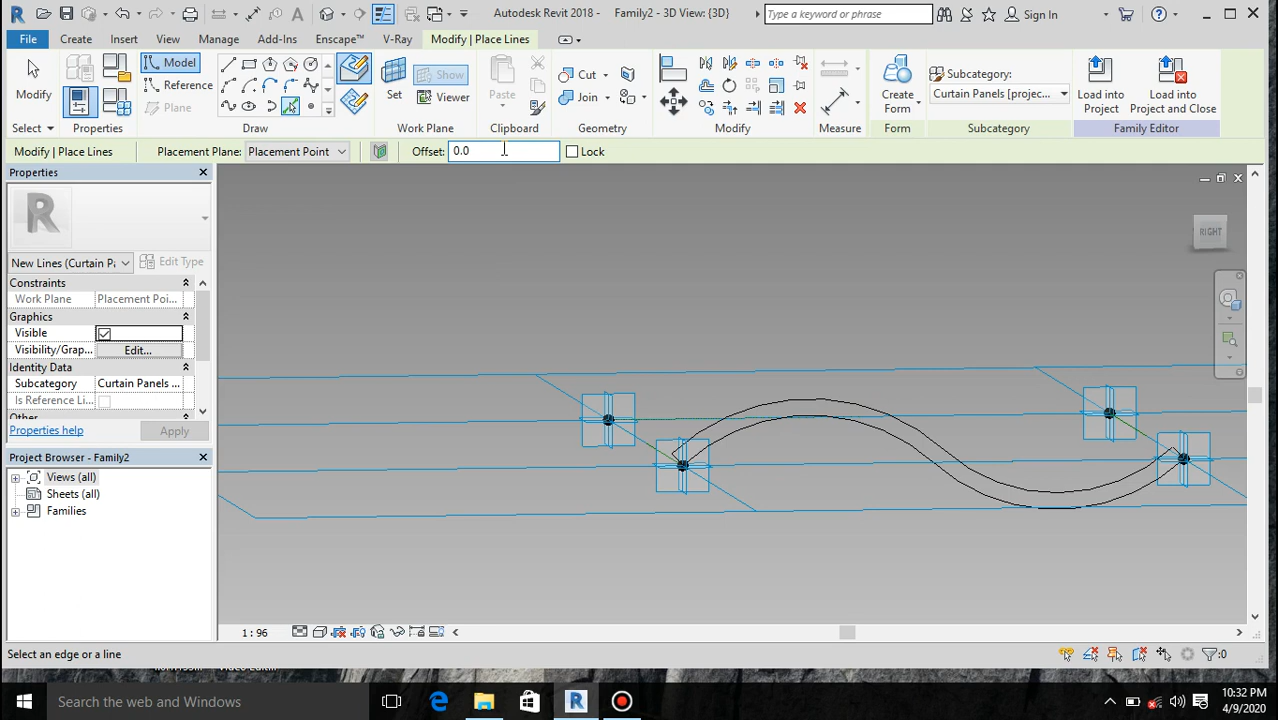 Autodesk Revit 2018 - Family2 - 3D View: {3D}
Type a keyword or phrase
Sign In
File Create Insert View Manage Add-Ins Enscape™ V-Ray Modify | Place Lines
Modify
Model
Reference
Plane
Set
Show
Viewer
Paste
Cut
Join
Create
Form
Subcategory:
Curtain Panels [projec...
Load into
Project
Load into
Project and Close
Select Properties Draw Work Plane Clipboard Geometry Modify Measure Form Subcategory Family Editor
Modify | Place Lines Placement Plane: Placement Point Offset: 0.0 Lock
Properties
R
New Lines (Curtain Pa Edit Type
Constraints
Work Plane Placement Poi...
Graphics
Visible
Visibility/Grap... Edit...
Identity Data
Subcategory Curtain Panels ...
Is Reference Li...
Other
Properties help Apply
Project Browser - Family2
Views (all)
Sheets (all)
Families
RIGHT
1 : 96
Select an edge or a line
:0
Search the web and Windows
10:32 PM
4/9/2020